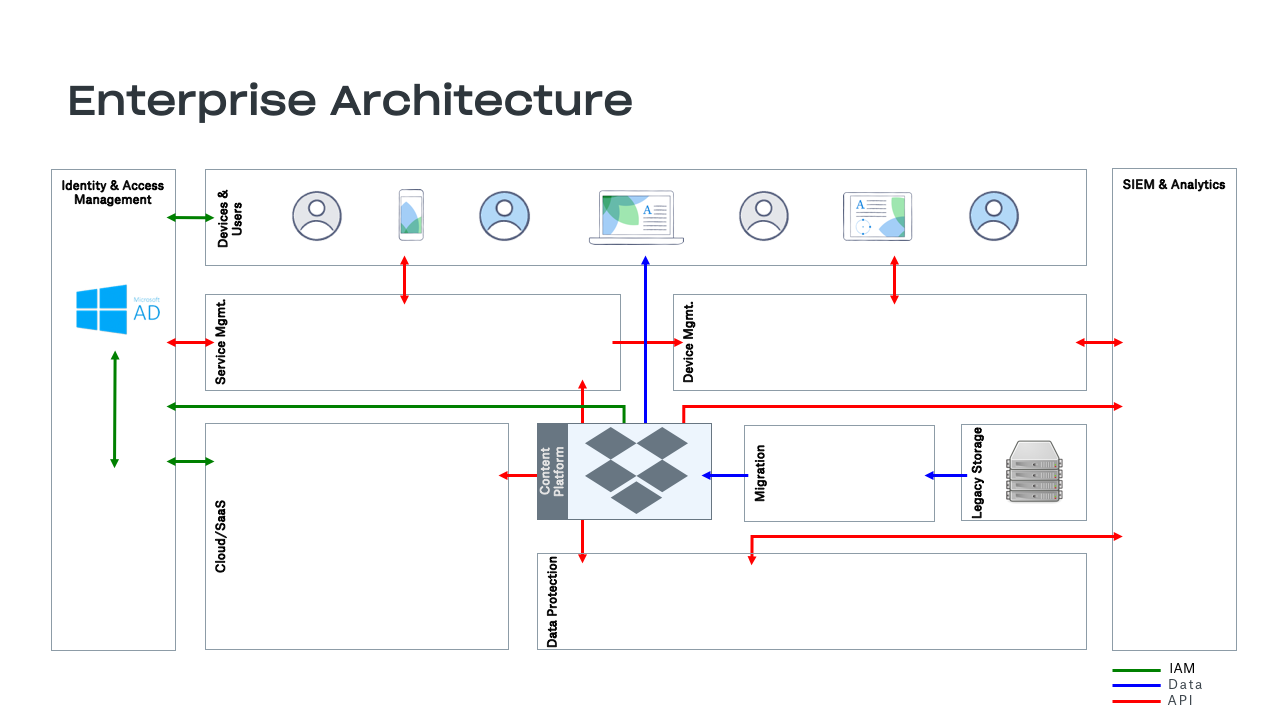 Enterprise Architecture
Identity & Access
Management
Devices &
Users
A
A
SIEM & Analytics
Microsoft
AD
Service Mgmt.
Device Mgmt.
Cloud/SaaS
Content
Platform
Migration
Legacy Storage
Data Protection
IAM
Data
API